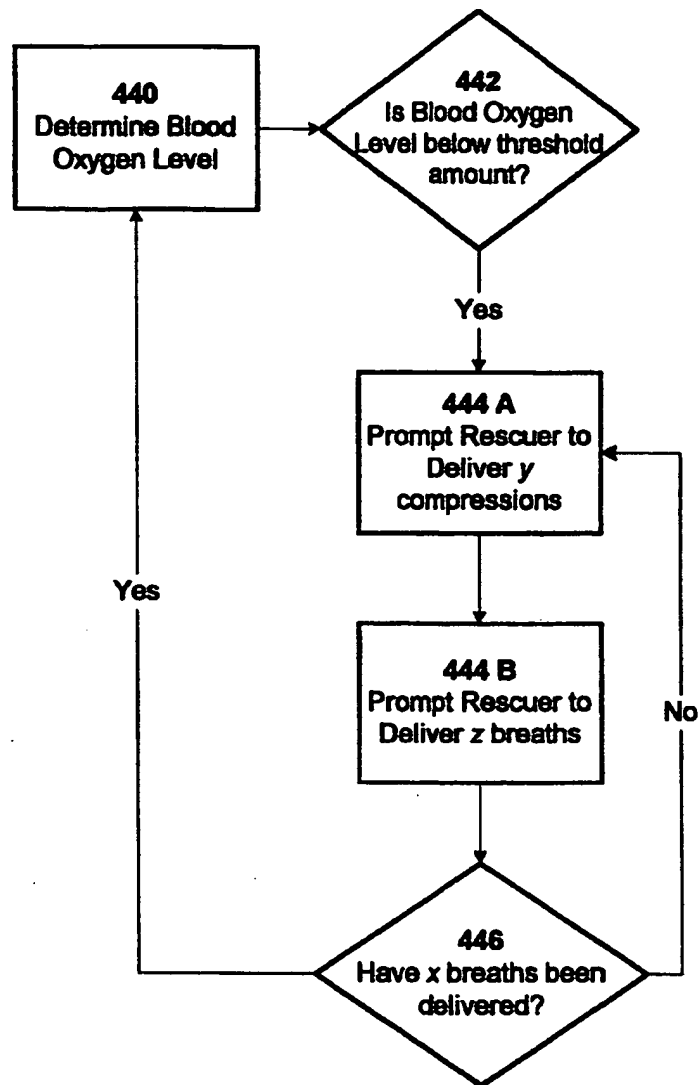 440
Determine Blood
Oxygen Level
442
Is Blood Oxygen
Level below threshold
amount?
Yes
444 A
Prompt Rescuer to
Deliver y
compressions
Yes
444 B
Prompt Rescuer to
Deliver z breaths
No
446
Have x breaths been
delivered?